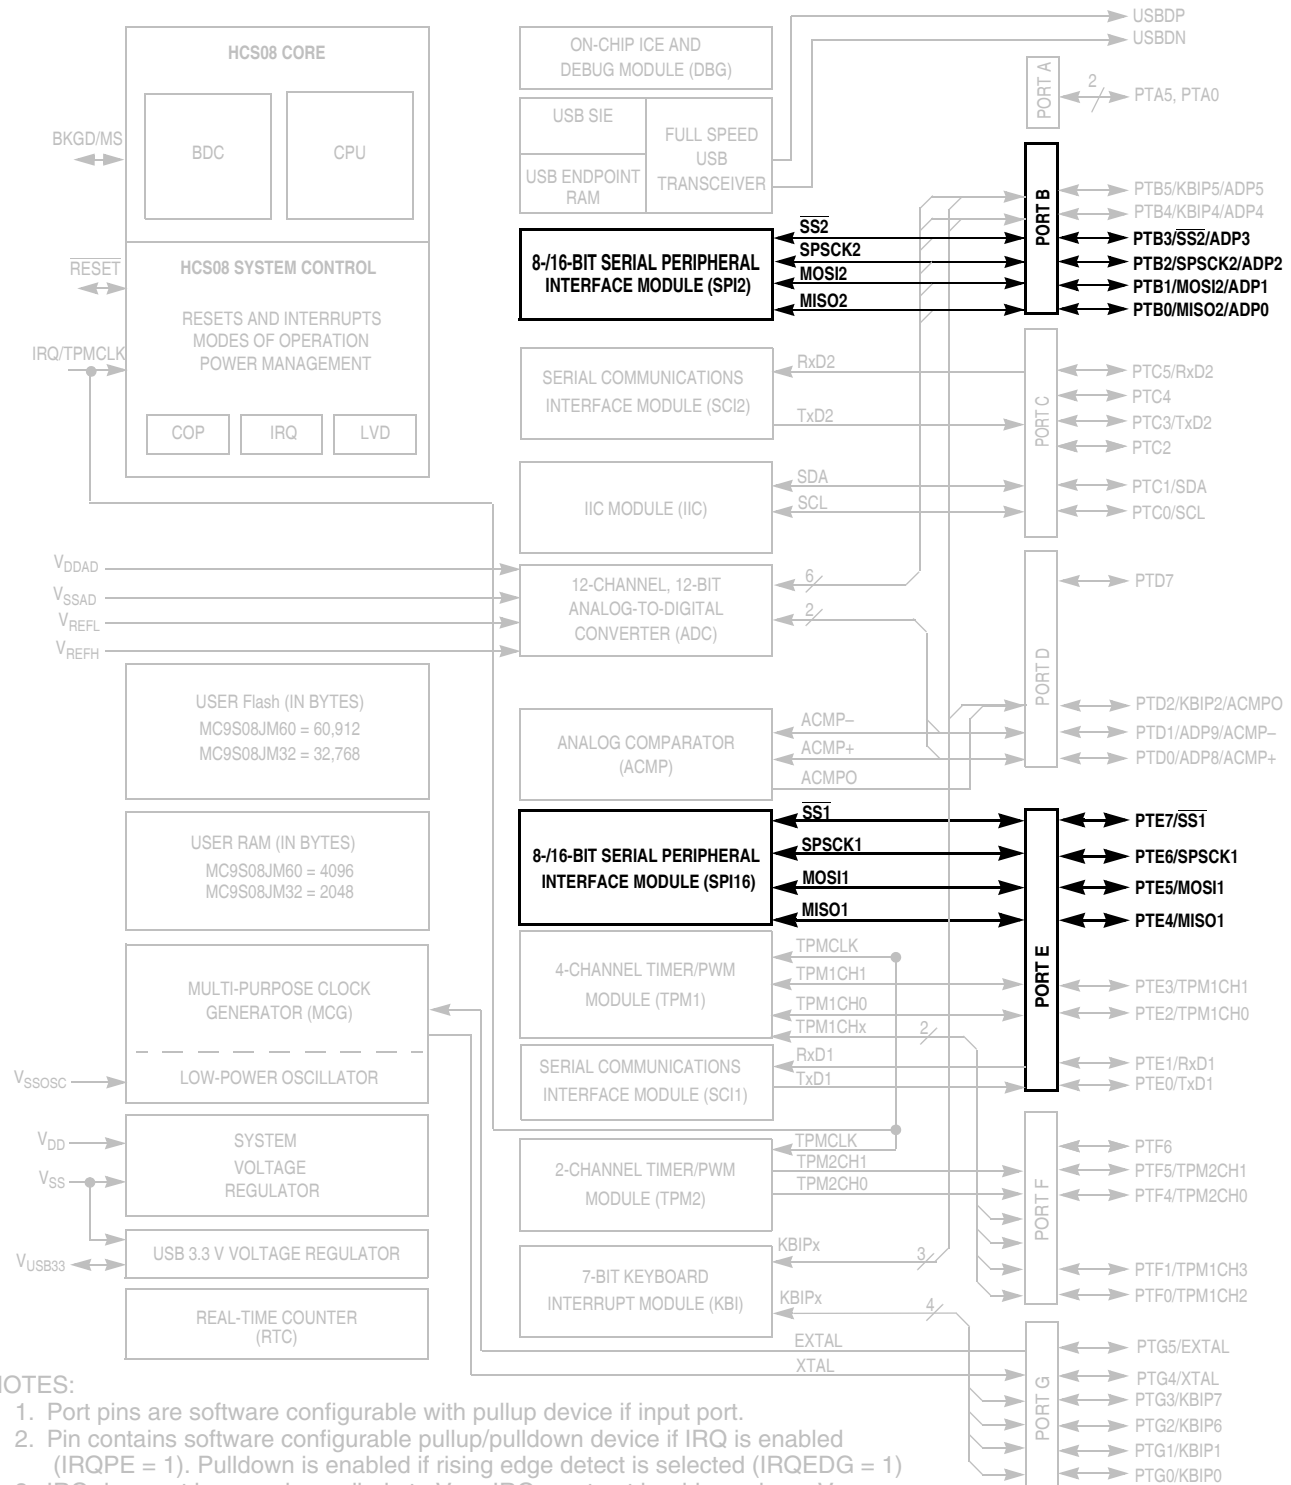 HCS08 CORE
BDC
CPU
BKGD/MS
RESET
HCS08 SYSTEM CONTROL
RESETS AND INTERRUPTS
MODES OF OPERATION
POWER MANAGEMENT
IRQ/TPMCLK
COP
IRQ
LVD
VDDAD
VSSAD
VREFL
VREFH
USER Flash (IN BYTES)
MC9S08JM60 = 60,912
MC9S08JM32 = 32,768
USER RAM (IN BYTES)
MC9S08JM60 = 4096
MC9S08JM32 = 2048
MULTI-PURPOSE CLOCK
GENERATOR (MCG)
LOW-POWER OSCILLATOR
VSSOSC
VDD
VSS
SYSTEM
VOLTAGE
REGULATOR
VUSB33
USB 3.3 V VOLTAGE REGULATOR
REAL-TIME COUNTER
(RTC)
ON-CHIP ICE AND
DEBUG MODULE (DBG)
USB SIE
USB ENDPOINT
RAM
FULL SPEED
USB
TRANSCEIVER
USBDP
USBDN
8-/16-BIT SERIAL PERIPHERAL
INTERFACE MODULE (SPI2)
SS2
SPSCK2
MOSI2
MISO2
SERIAL COMMUNICATIONS
INTERFACE MODULE (SCI2)
RxD2
TxD2
IIC MODULE (IIC)
SDA
SCL
12-CHANNEL, 12-BIT
ANALOG-TO-DIGITAL
CONVERTER (ADC)
6
2
ANALOG COMPARATOR
(ACMP)
ACMP–
ACMP+
ACMPO
8-/16-BIT SERIAL PERIPHERAL
INTERFACE MODULE (SPI16)
SS1
SPSCK1
MOSI1
MISO1
4-CHANNEL TIMER/PWM
MODULE (TPM1)
TPMCLK
TPM1CH1
TPM1CH0
TPM1CHx
2
SERIAL COMMUNICATIONS
INTERFACE MODULE (SCI1)
RxD1
TxD1
2-CHANNEL TIMER/PWM
MODULE (TPM2)
TPMCLK
TPM2CH1
TPM2CH0
7-BIT KEYBOARD
INTERRUPT MODULE (KBI)
KBIPx
3
KBIPx
4
EXTAL
XTAL
PORT A
2
PTA5, PTA0
PORT B
PTB5/KBIP5/ADP5
PTB4/KBIP4/ADP4
PTB3/SS2/ADP3
PTB2/SPSCK2/ADP2
PTB1/MOSI2/ADP1
PTB0/MISO2/ADP0
PORT C
PTC5/RxD2
PTC4
PTC3/TxD2
PTC2
PTC1/SDA
PTC0/SCL
PORT D
PTD7
PTD2/KBIP2/ACMPO
PTD1/ADP9/ACMP–
PTD0/ADP8/ACMP+
PORT E
PTE7/SS1
PTE6/SPSCK1
PTE5/MOSI1
PTE4/MISO1
PTE3/TPM1CH1
PTE2/TPM1CH0
PTE1/RxD1
PTE0/TxD1
PORT F
PTF6
PTF5/TPM2CH1
PTF4/TPM2CH0
PTF1/TPM1CH3
PTF0/TPM1CH2
PORT G
PTG5/EXTAL
PTG4/XTAL
PTG3/KBIP7
PTG2/KBIP6
PTG1/KBIP1
PTG0/KBIP0
NOTES:
1. Port pins are software configurable with pullup device if input port.
2. Pin contains software configurable pullup/pulldown device if IRQ is enabled
(IRQPE = 1). Pulldown is enabled if rising edge detect is selected (IRQEDG = 1)